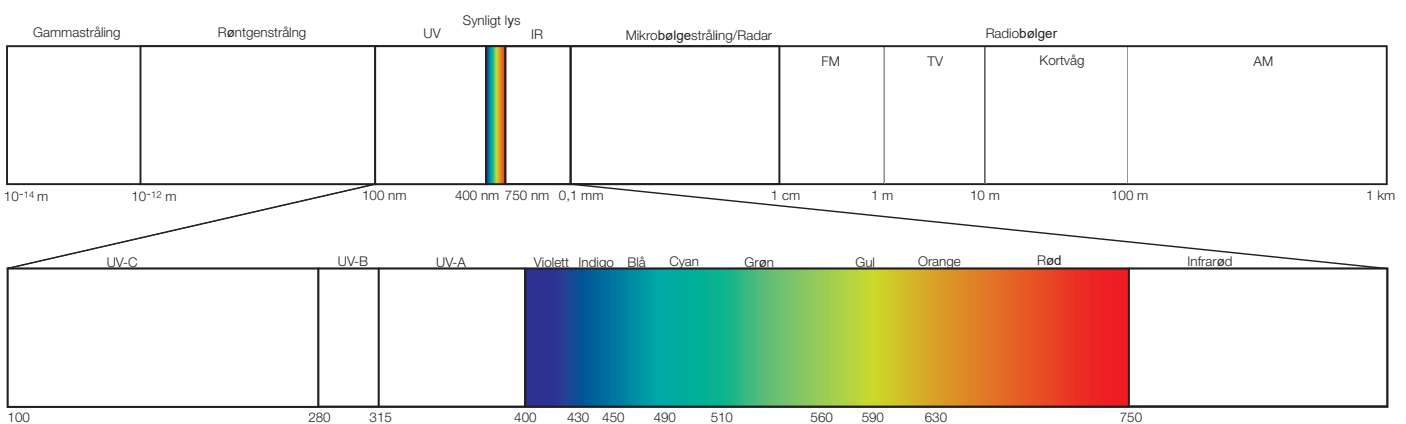 Gammastråling Røntgenstrålng UV Synligt lys IR Mikrobølgestråling/Radar Radiobølger
FM TV Kortvåg AM
10⁻¹⁴ m 10⁻¹² m 100 nm 400 nm 750 nm 0,1 mm 1 cm 1 m 10 m 100 m 1 km
UV-C UV-B UV-A Violett Indigo Blå Cyan Grøn Gul Orange Rød Infrarød
100 280 315 400 430 450 490 510 560 590 630 750